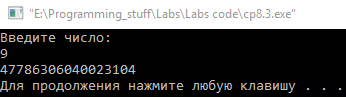 "E:\Programming_stuff\Labs\Labs code\cp8.3.exe"
Введите число:
9
47786306040023104
Для продолжения нажмите любую клавишу . . .